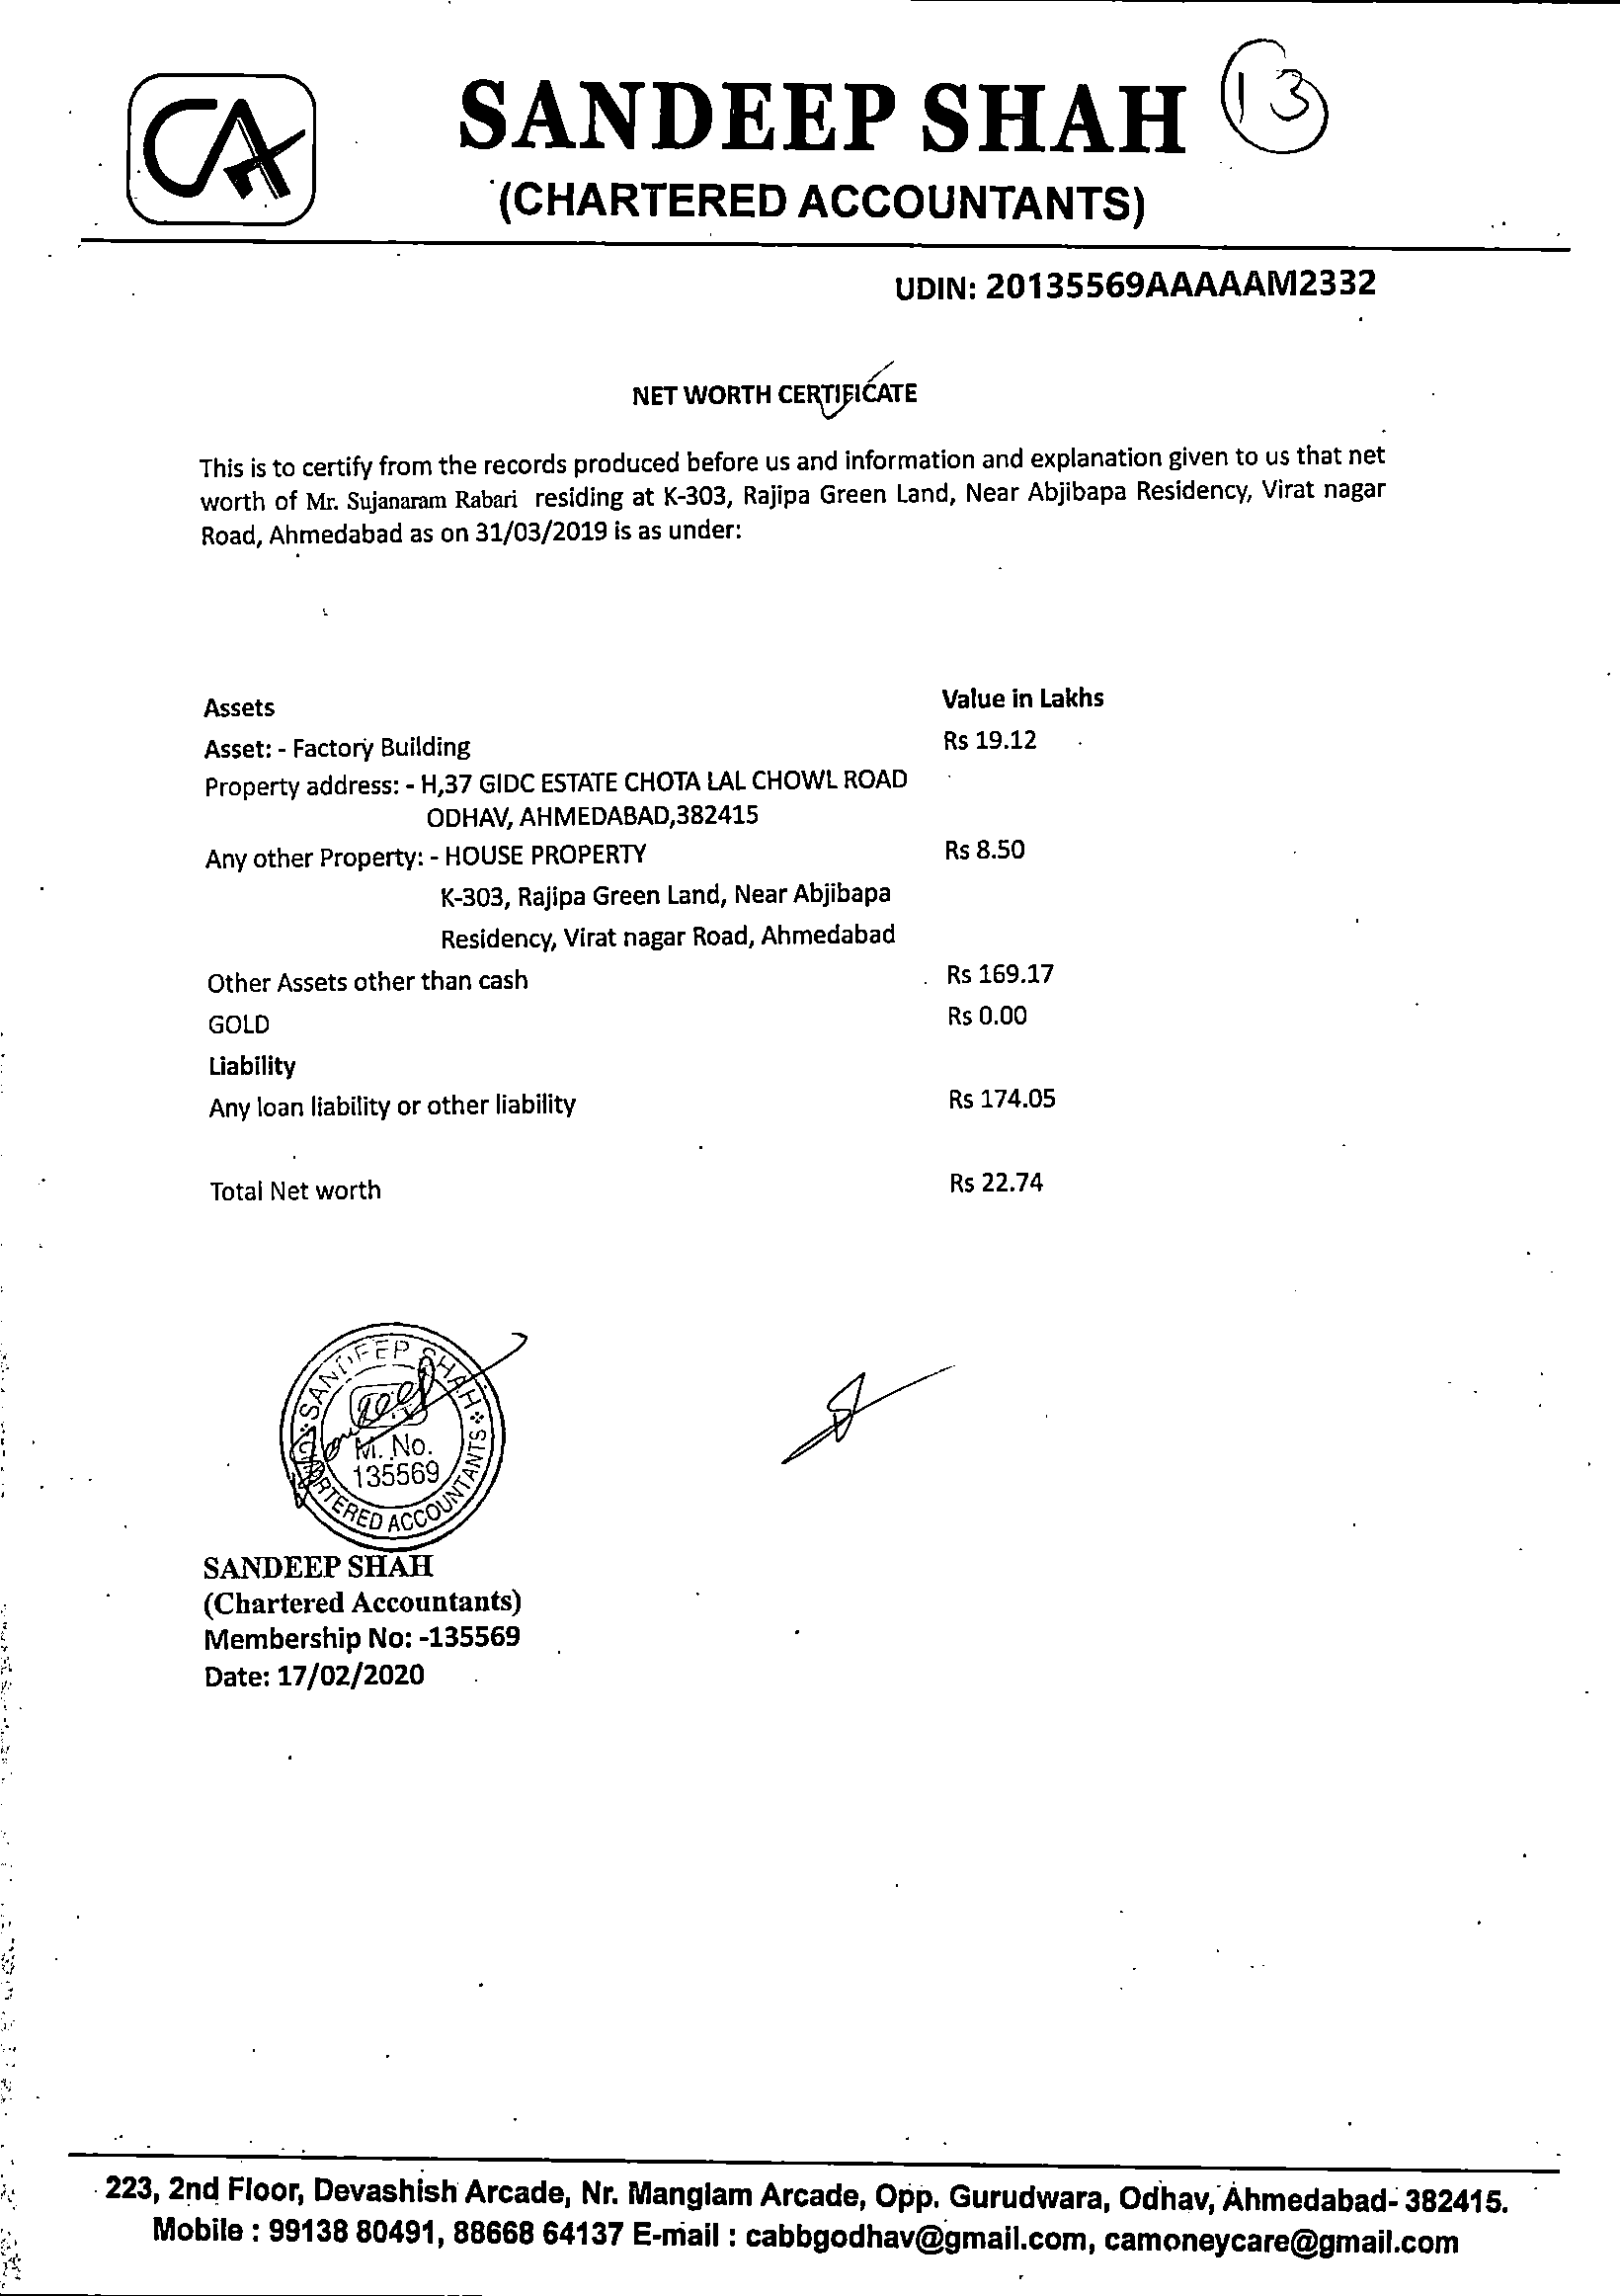 CA
SANDEEP SHAH
13
(CHARTERED ACCOUNTANTS)
UDIN: 20135569AAAAAM2332
NET WORTH CERTIFICATE
This is to certify from the records produced before us and information and explanation given to us that net
worth of Mr. Sujanaram Rabari residing at K-303, Rajipa Green Land, Near Abjibapa Residency, Virat nagar
Road, Ahmedabad as on 31/03/2019 is as under:
Assets Value in Lakhs
Asset: - Factory Building Rs 19.12
Property address: - H,37 GIDC ESTATE CHOTA LAL CHOWL ROAD
ODHAV, AHMEDABAD,382415
Any other Property: - HOUSE PROPERTY Rs 8.50
K-303, Rajipa Green Land, Near Abjibapa
Residency, Virat nagar Road, Ahmedabad
Other Assets other than cash Rs 169.17
GOLD Rs 0.00
Liability
Any loan liability or other liability Rs 174.05
Total Net worth Rs 22.74
SANDEEP SHAH
M. No.
135569
CHARTERED ACCOUNTANTS
SANDEEP SHAH
(Chartered Accountants)
Membership No: -135569
Date: 17/02/2020
223, 2nd Floor, Devashish Arcade, Nr. Manglam Arcade, Opp. Gurudwara, Odhav, Ahmedabad- 382415.
Mobile : 99138 80491, 88668 64137 E-mail : cabbgodhav@gmail.com, camoneycare@gmail.com